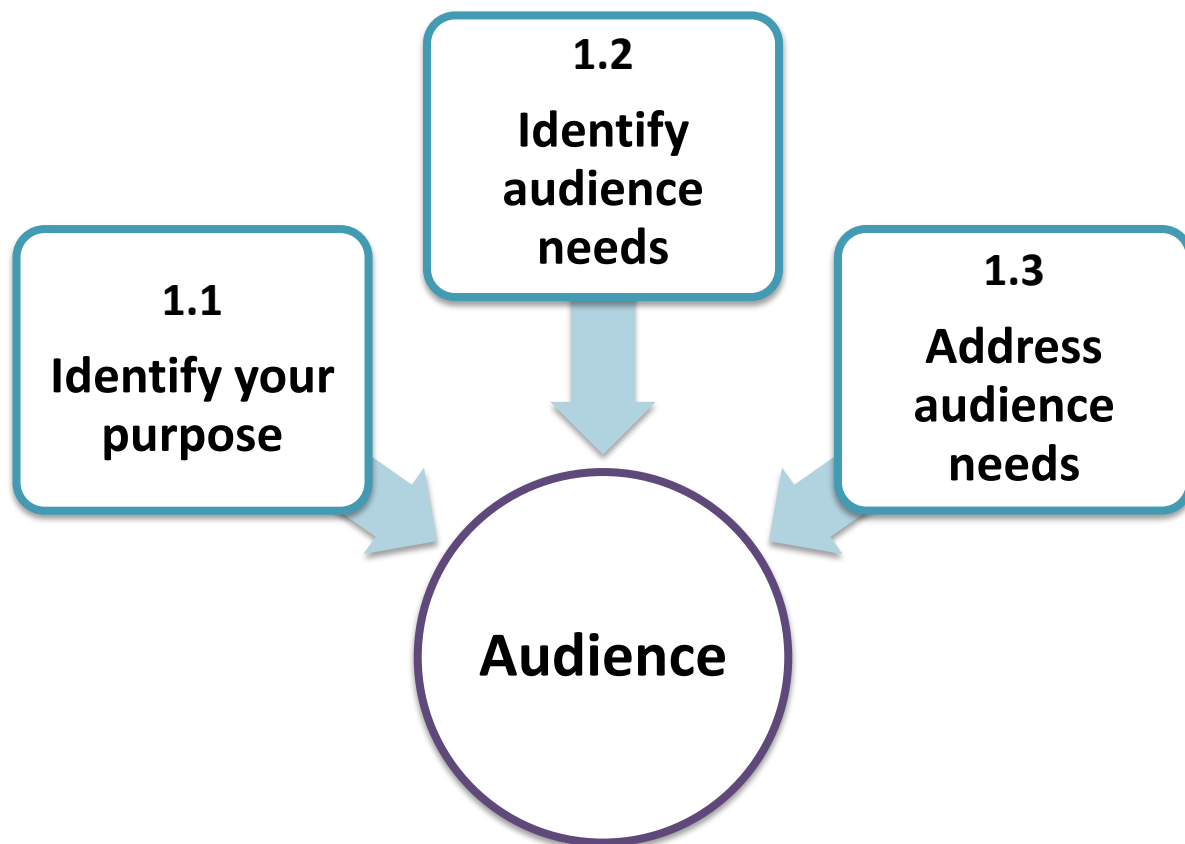 1.1
Identify your
purpose
1.2
Identify
audience
needs
1.3
Address
audience
needs
Audience